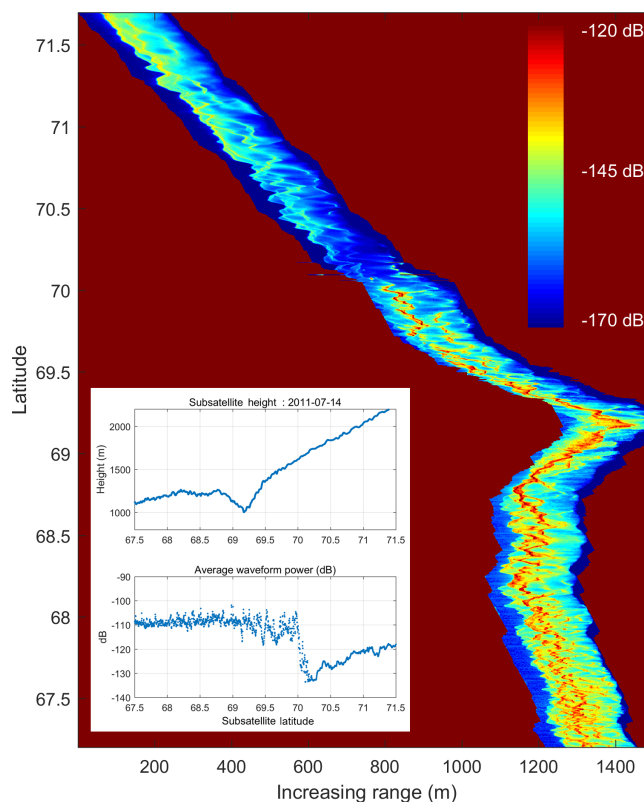 71.5
71
70.5
70
69.5
69
68.5
68
67.5
Latitude
-120 dB
-145 dB
-170 dB
Subsatellite height : 2011-07-14
2000
1500
1000
Height (m)
67.5 68 68.5 69 69.5 70 70.5 71 71.5
Average waveform power (dB)
-90
-100
-110
-120
-130
-140
dB
67.5 68 68.5 69 69.5 70 70.5 71 71.5
Subsatellite latitude
200 400 600 800 1000 1200 1400
Increasing range (m)